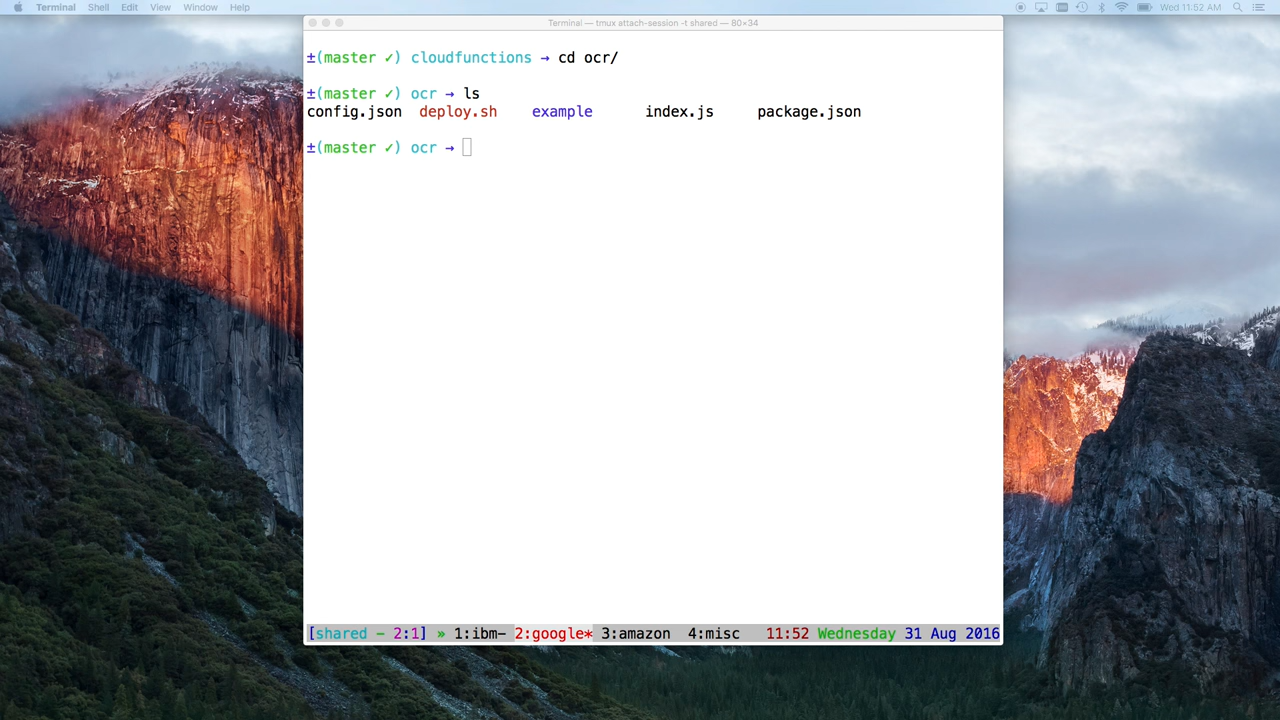 Terminal Shell Edit View Window Help Wed 11:52 AM
Terminal — tmux attach-session -t shared — 80×34
±(master ✓) cloudfunctions → cd ocr/
±(master ✓) ocr → ls
config.json deploy.sh example index.js package.json
±(master ✓) ocr →
[shared - 2:1] » 1:ibm- 2:google* 3:amazon 4:misc 11:52 Wednesday 31 Aug 2016